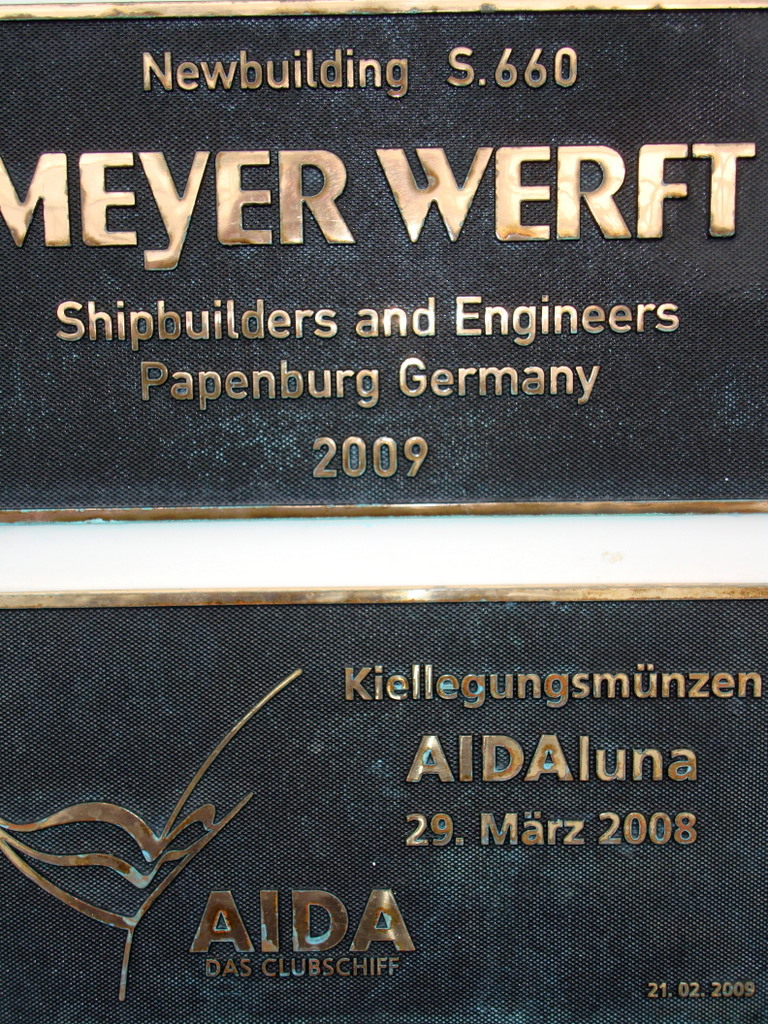 Newbuilding S.660
MEYER WERFT
Shipbuilders and Engineers
Papenburg Germany
2009
Kiellegungsmünzen
AIDAluna
29. März 2008
AIDA
DAS CLUBSCHIFF
21. 02. 2009